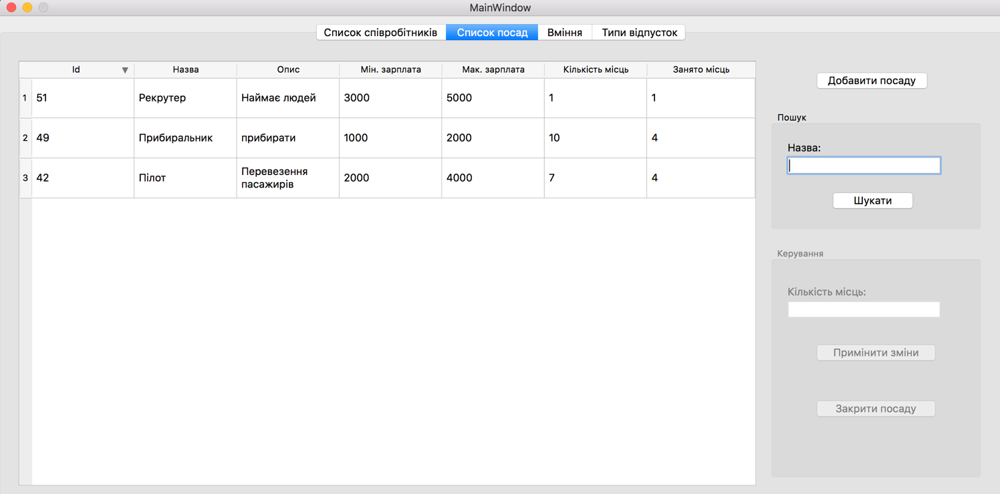 MainWindow
Список співробітників Список посад Вміння Типи відпусток
Id Назва Опис Мін. зарплата Мак. зарплата Кількість місць Занято місць
1 51 Рекрутер Наймає людей 3000 5000 1 1
2 49 Прибиральник прибирати 1000 2000 10 4
3 42 Пілот Перевезення пасажирів 2000 4000 7 4
Добавити посаду
Пошук
Назва:
Шукати
Керування
Кількість місць:
Примінити зміни
Закрити посаду